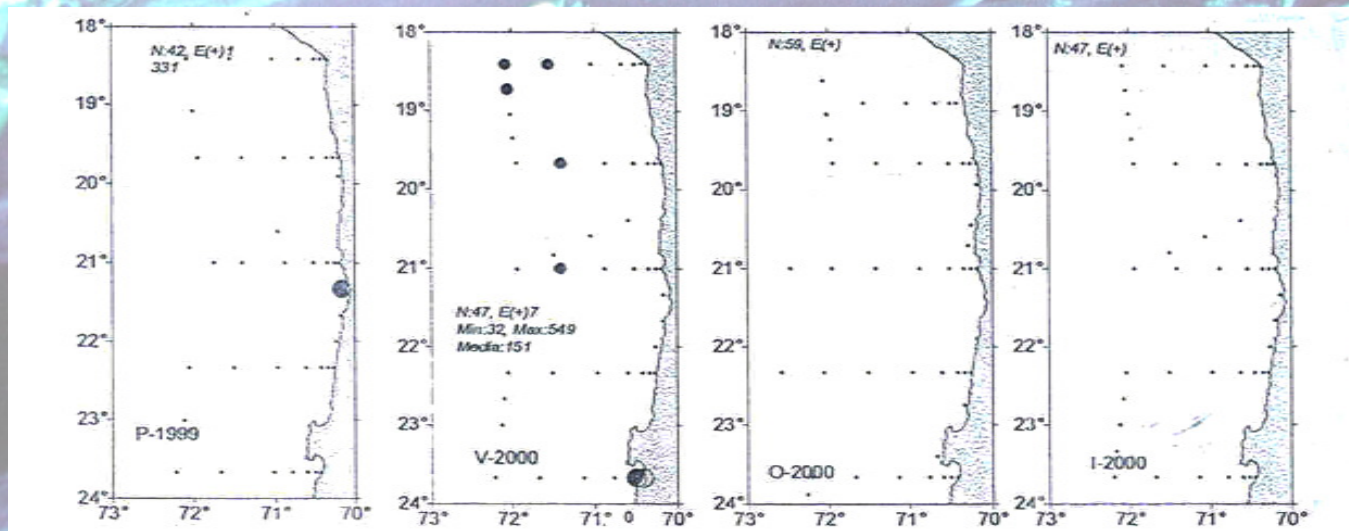 18°
N:42, E(+)1
331
19°
20°
21°
22°
23°
P-1999
24°
73° 72° 71° 70°
18°
19°
20°
21°
N:47, E(+)7
Min:32, Max:549
Media:151
22°
23°
V-2000
24°
73° 72° 71. 0 70°
18°
N:59, E(+)
19°
20°
21°
22°
23°
O-2000
24°
73° 72° 71° 70°
18°
N:47, E(+)
19°
20°
21°
22°
23°
I-2000
24°
73° 72° 71° 70°